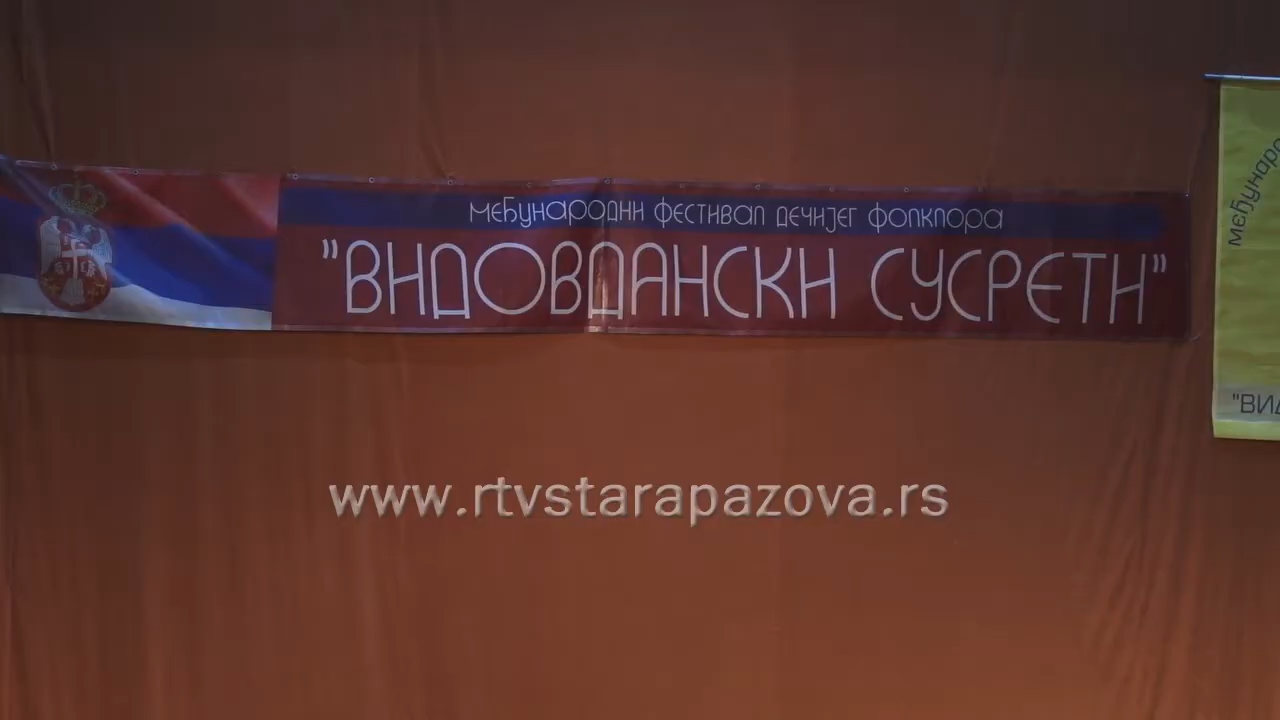 међународни фестивал дечијег фолклора
"ВИДОВДАНСКИ СУСРЕТИ"
www.rtvstarapazova.rs